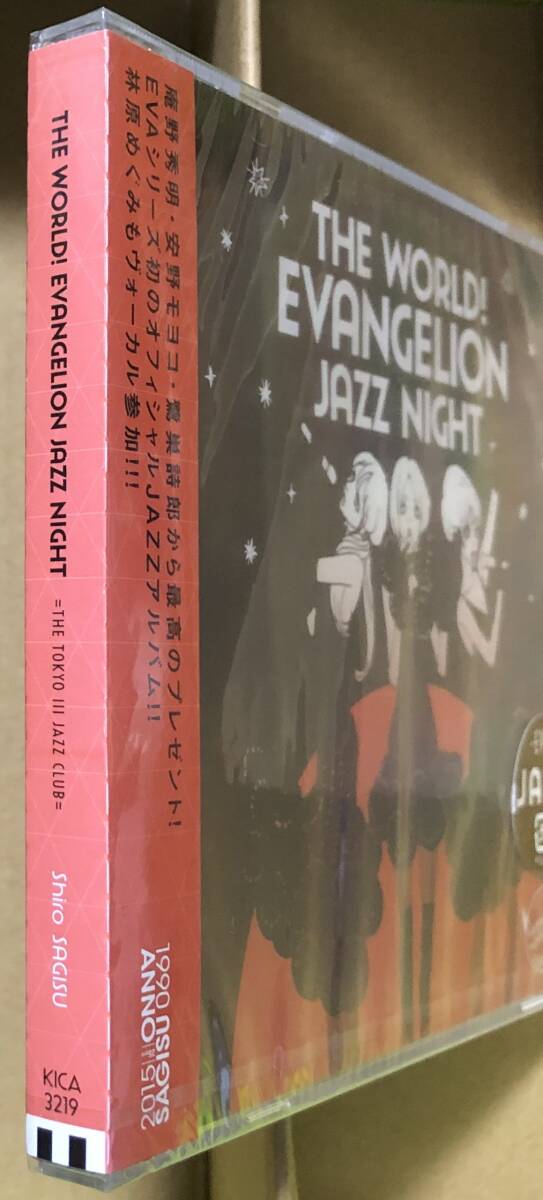 THE WORLD! EVANGELION JAZZ NIGHT =THE TOKYO III JAZZ CLUB=
Shiro SAGISU
KICA
3219
庵野秀明・安野モヨコ・鷺巣詩郎から最高のプレゼント!
EVAシリーズ初のオフィシャルJAZZアルバム!!
林原めぐみもヴォーカル参加!!!
1990
ANNO
SAGISU
2015
THE WORLD!
EVANGELION
JAZZ NIGHT